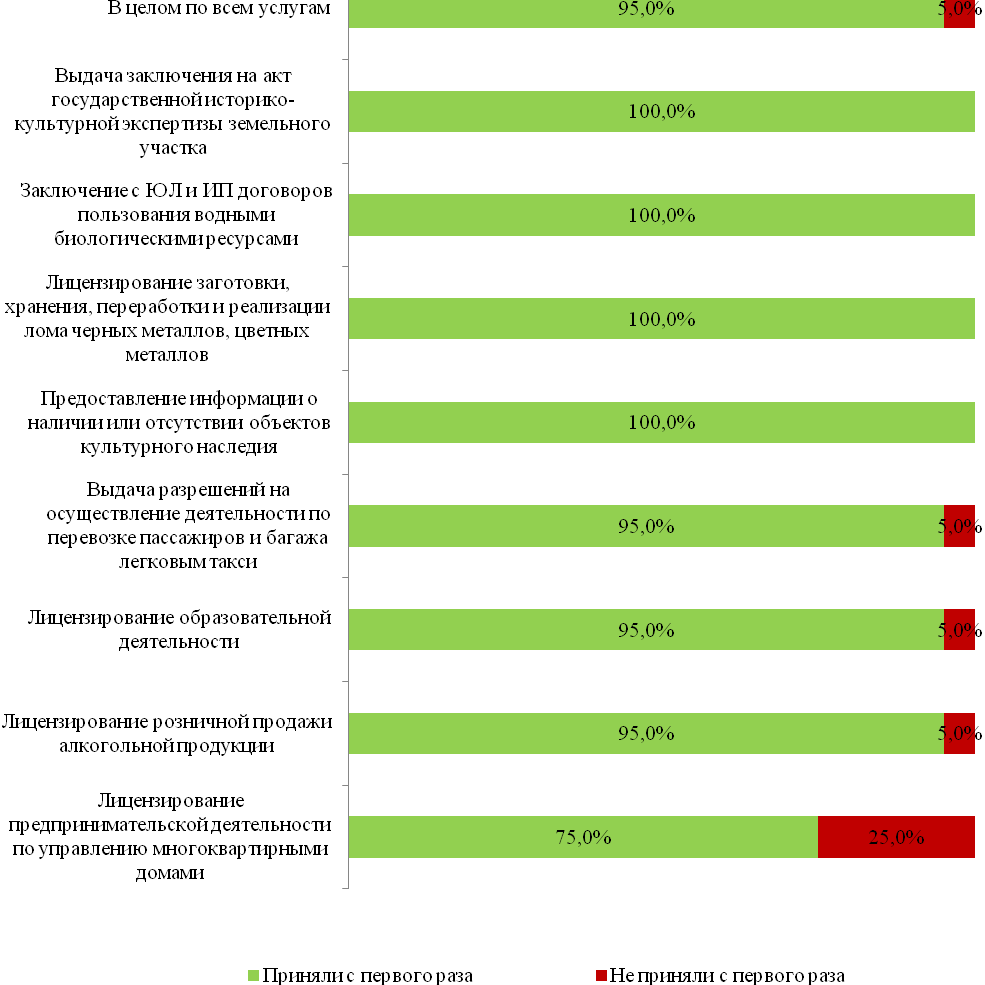 В целом по всем услугам
95,0%
5,0%
Выдача заключения на акт
государственной историко-
культурной экспертизы земельного
участка
100,0%
Заключение с ЮЛ и ИП договоров
пользования водными
биологическими ресурсами
100,0%
Лицензирование заготовки,
хранения, переработки и реализации
лома черных металлов, цветных
металлов
100,0%
Предоставление информации о
наличии или отсутствии объектов
культурного наследия
100,0%
Выдача разрешений на
осуществление деятельности по
перевозке пассажиров и багажа
легковым такси
95,0%
5,0%
Лицензирование образовательной
деятельности
95,0%
5,0%
Лицензирование розничной продажи
алкогольной продукции
95,0%
5,0%
Лицензирование
предпринимательской деятельности
по управлению многоквартирными
домами
75,0%
25,0%
Приняли с первого раза
Не приняли с первого раза